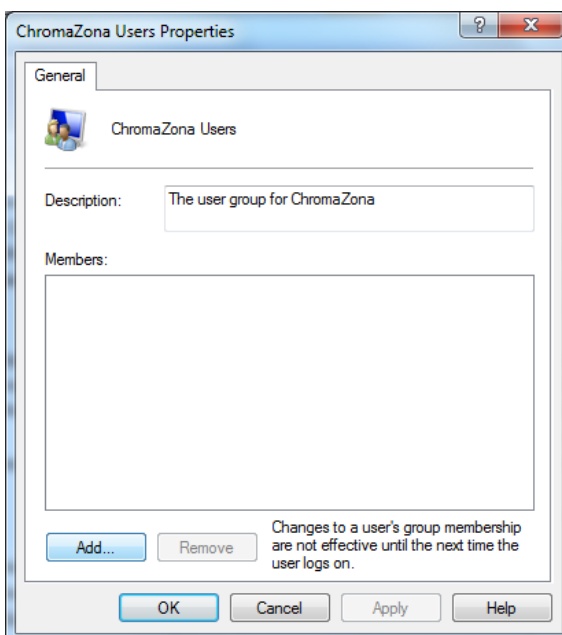 ChromaZona Users Properties
General
ChromaZona Users
Description:
The user group for ChromaZona
Members:
Add...
Remove
Changes to a user's group membership
are not effective until the next time the
user logs on.
OK
Cancel
Apply
Help